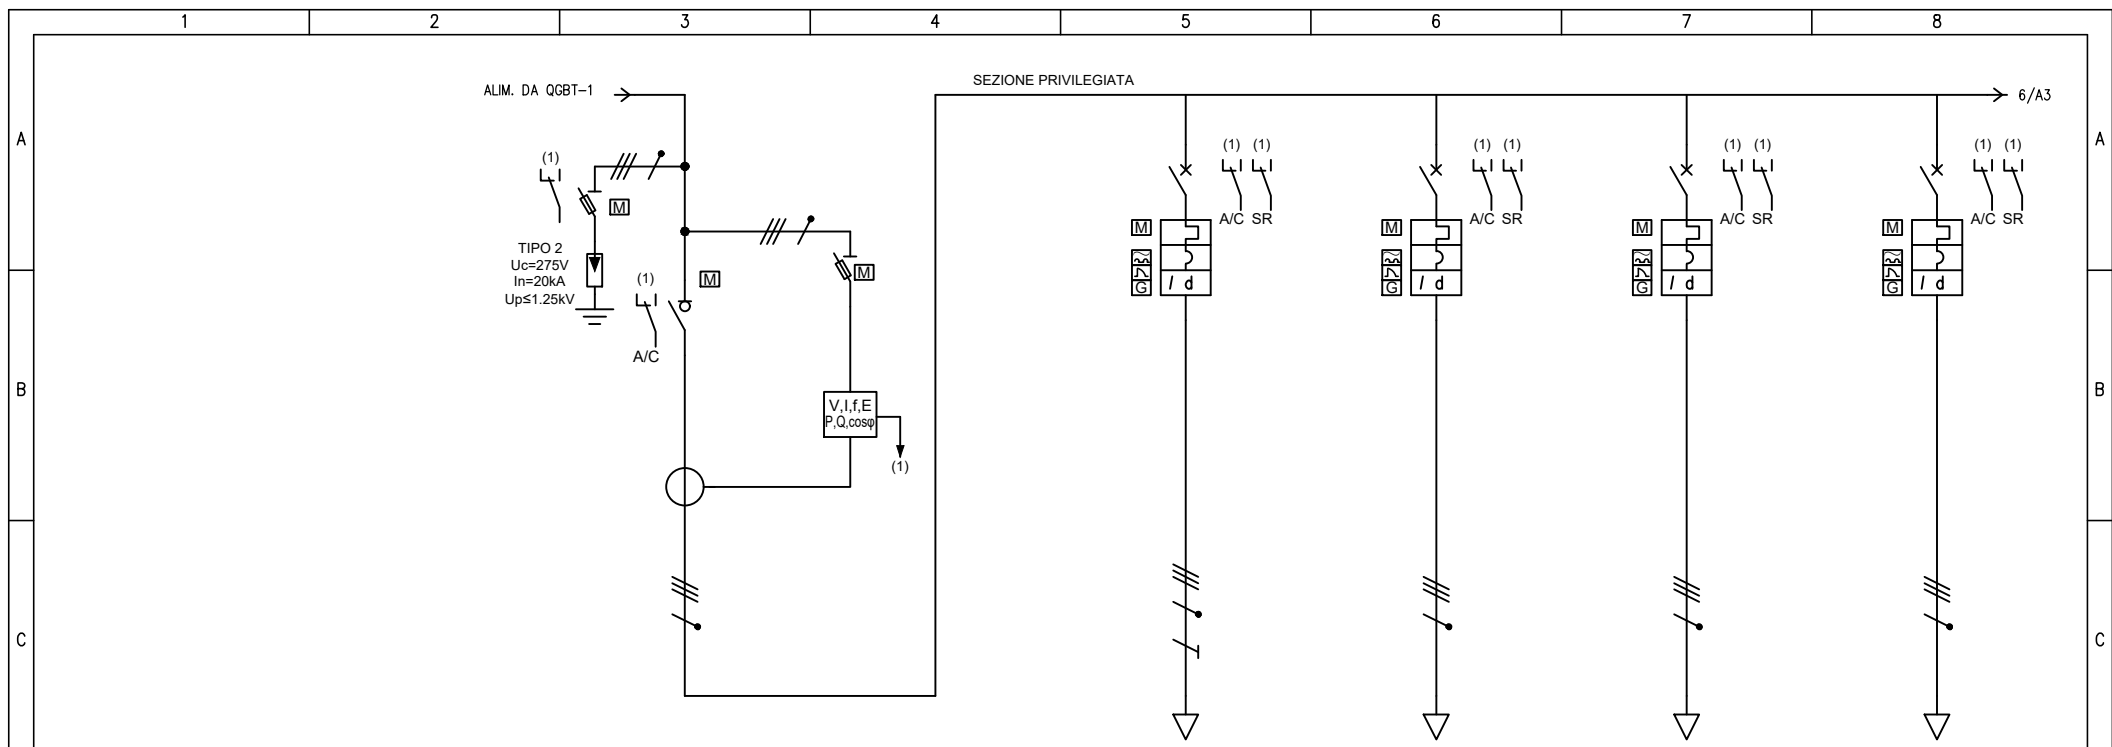 1 2 3 4 5 6 7 8
ALIM. DA QGBT-1
SEZIONE PRIVILEGIATA
6/A3
A A
(1) (1) (1) (1) (1) (1) (1) (1) (1)
M
A/C SR A/C SR A/C SR A/C SR
M M M M
TIPO 2
Uc=275V
In=20kA
Up≤1.25kV
(1) M M
I d I d I d I d
G G G G
A/C
B B
V,I,f,E
P,Q,cosφ
(1)
C C